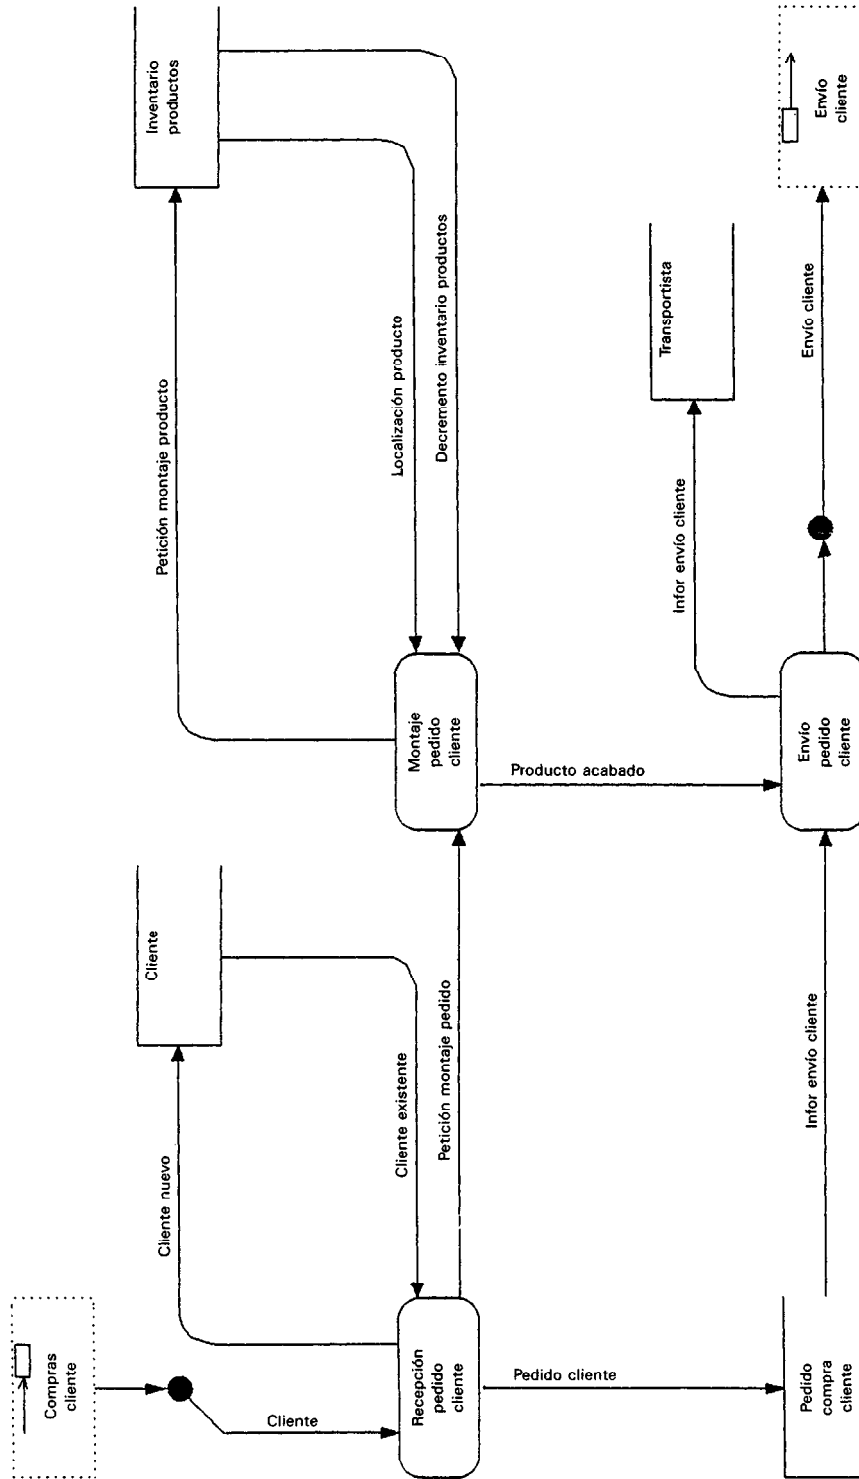 Compras
cliente
Cliente
Cliente nuevo
Cliente
Cliente existente
Recepción
pedido
cliente
Petición montaje pedido
Pedido cliente
Pedido
compra
cliente
Infor envío cliente
Petición montaje producto
Inventario
productos
Localización producto
Decremento inventario productos
Montaje
pedido
cliente
Producto acabado
Envío
pedido
cliente
Infor envío cliente
Transportista
Envío cliente
Envío
cliente